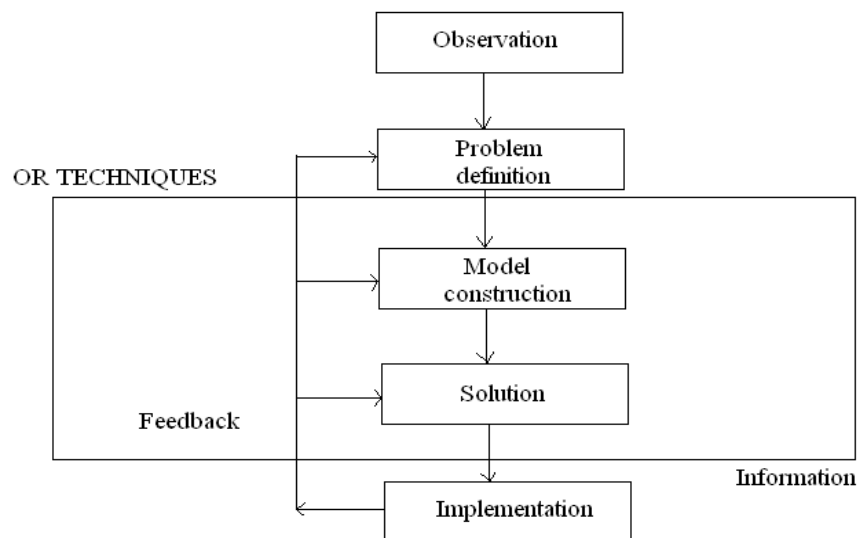 Observation
Problem
definition
OR TECHNIQUES
Model
construction
Solution
Feedback
Information
Implementation